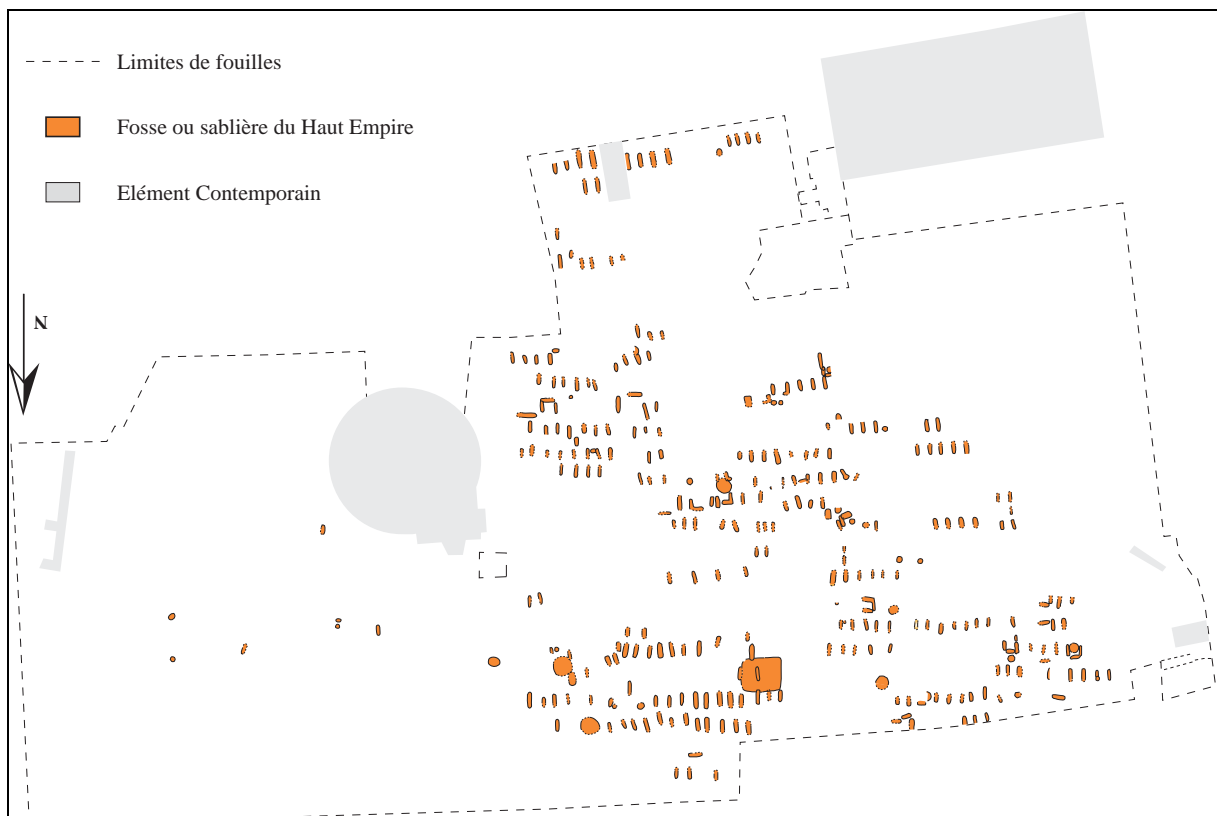 Limites de fouilles
Fosse ou sablière du Haut Empire
Elément Contemporain
N